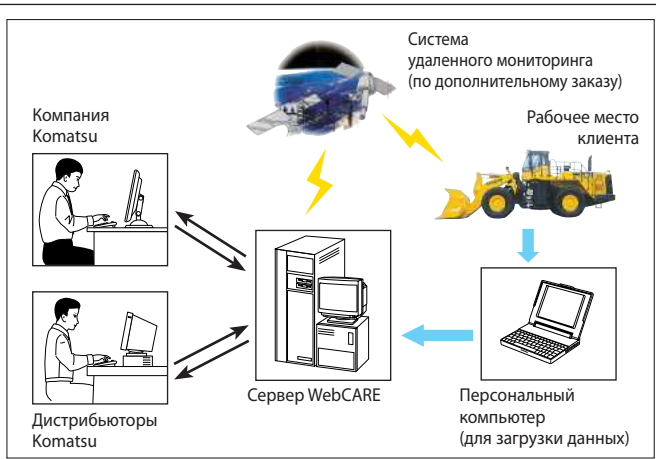 Система
удаленного мониторинга
(по дополнительному заказу)
Компания
Komatsu
Рабочее место
клиента
Сервер WebCARE
Дистрибьюторы
Komatsu
Персональный
компьютер
(для загрузки данных)